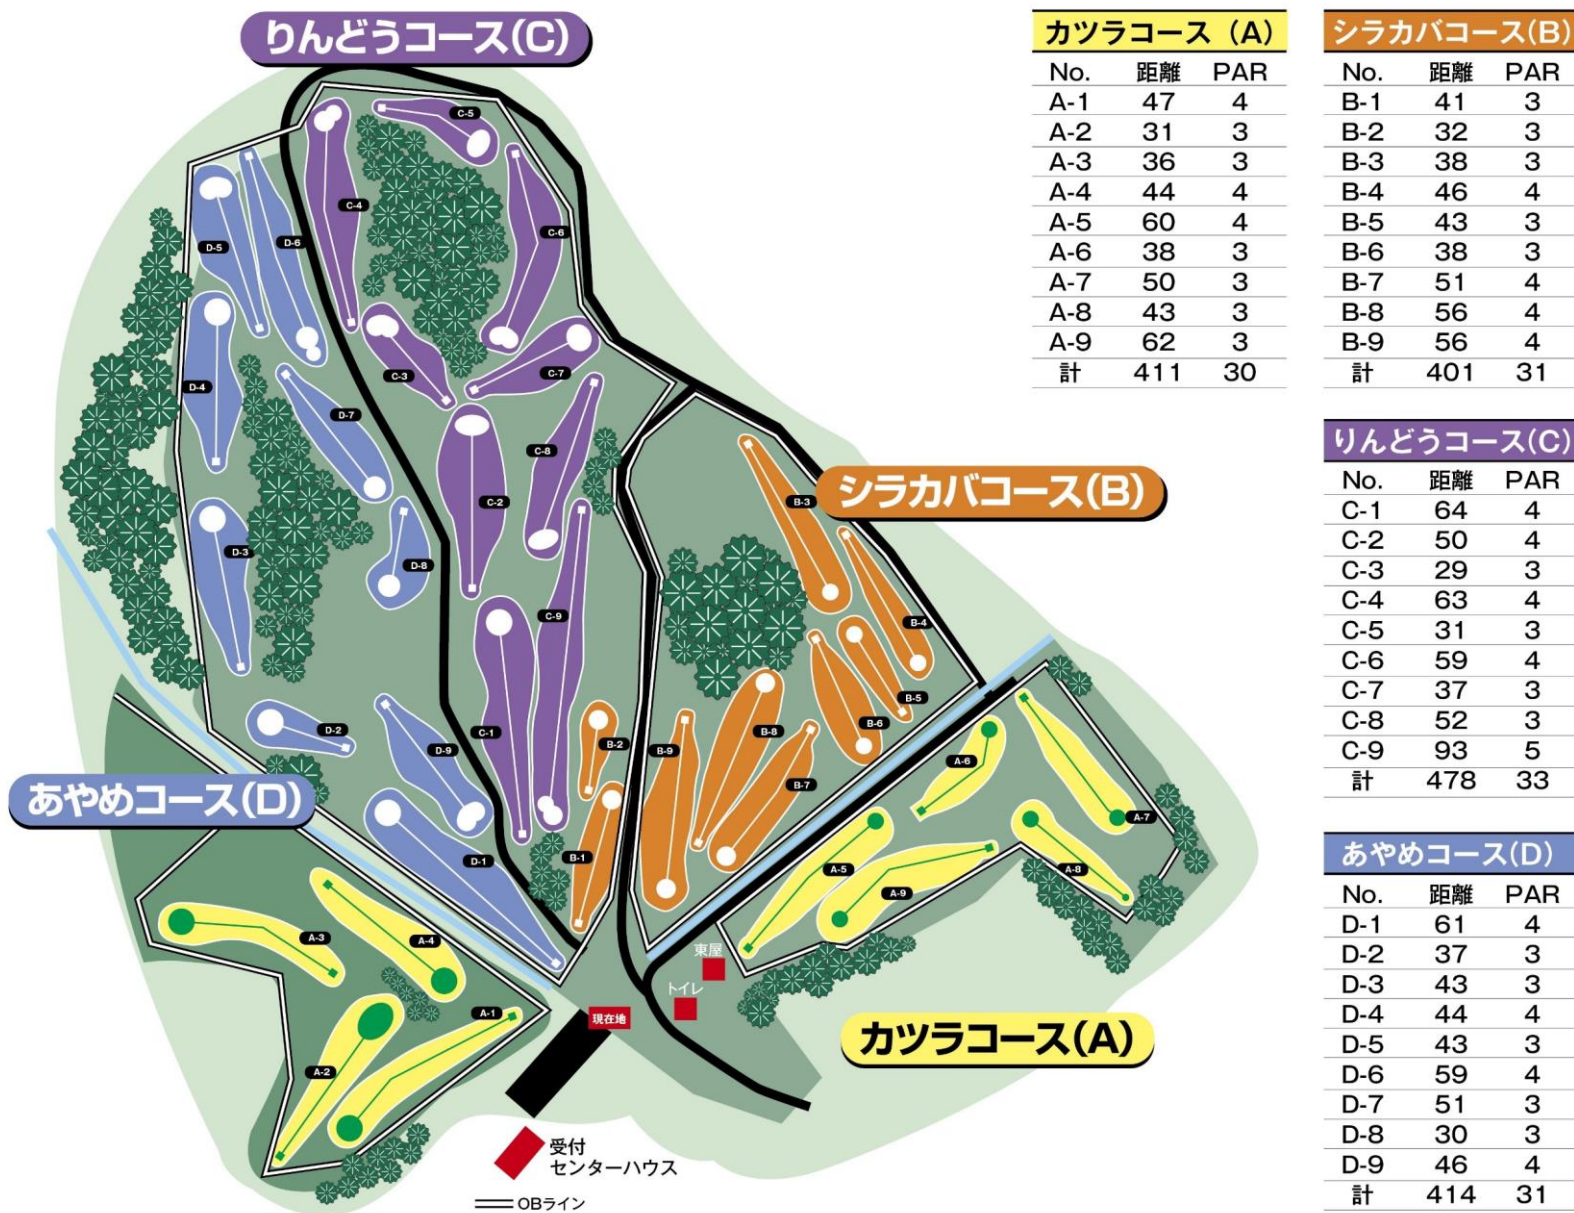 りんどうコース(C)
C-5
C-4
C-6
D-5
D-6
D-4
C-3
C-7
D-7
C-8
C-2
シラカバコース(B)
B-3
D-3
D-8
C-9
B-4
B-5
B-6
D-2
D-9
C-1
B-2
B-9
B-8
B-7
A-6
A-7
あやめコース(D)
D-1
B-1
A-5
A-9
A-8
A-3
A-4
東屋
トイレ
A-1
現在地
カツラコース(A)
A-2
受付
センターハウス
OBライン
カツラコース (A)
No. 距離 PAR
A-1 47 4
A-2 31 3
A-3 36 3
A-4 44 4
A-5 60 4
A-6 38 3
A-7 50 3
A-8 43 3
A-9 62 3
計 411 30
シラカバコース(B)
No. 距離 PAR
B-1 41 3
B-2 32 3
B-3 38 3
B-4 46 4
B-5 43 3
B-6 38 3
B-7 51 4
B-8 56 4
B-9 56 4
計 401 31
りんどうコース(C)
No. 距離 PAR
C-1 64 4
C-2 50 4
C-3 29 3
C-4 63 4
C-5 31 3
C-6 59 4
C-7 37 3
C-8 52 3
C-9 93 5
計 478 33
あやめコース(D)
No. 距離 PAR
D-1 61 4
D-2 37 3
D-3 43 3
D-4 44 4
D-5 43 3
D-6 59 4
D-7 51 3
D-8 30 3
D-9 46 4
計 414 31